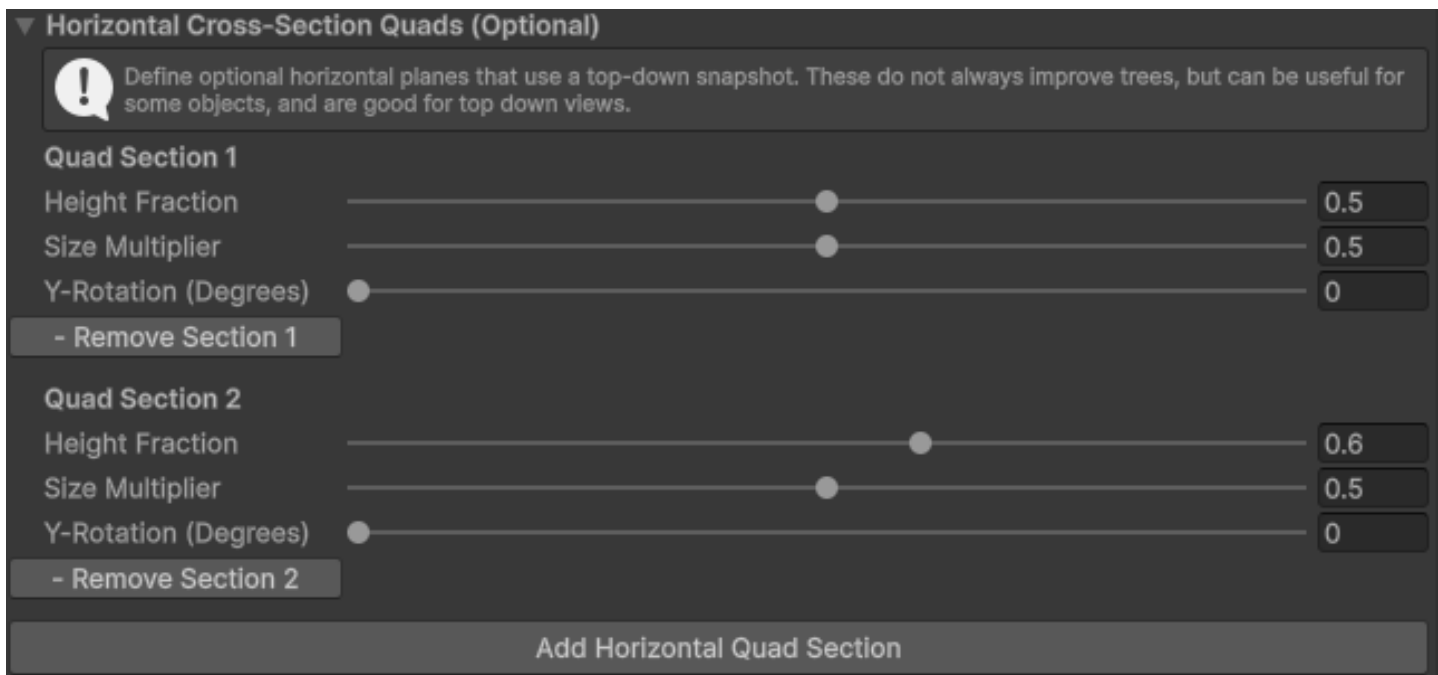 Horizontal Cross-Section Quads (Optional)
Define optional horizontal planes that use a top-down snapshot. These do not always improve trees, but can be useful for
some objects, and are good for top down views.
Quad Section 1
Height Fraction 0.5
Size Multiplier 0.5
Y-Rotation (Degrees) 0
- Remove Section 1
Quad Section 2
Height Fraction 0.6
Size Multiplier 0.5
Y-Rotation (Degrees) 0
- Remove Section 2
Add Horizontal Quad Section